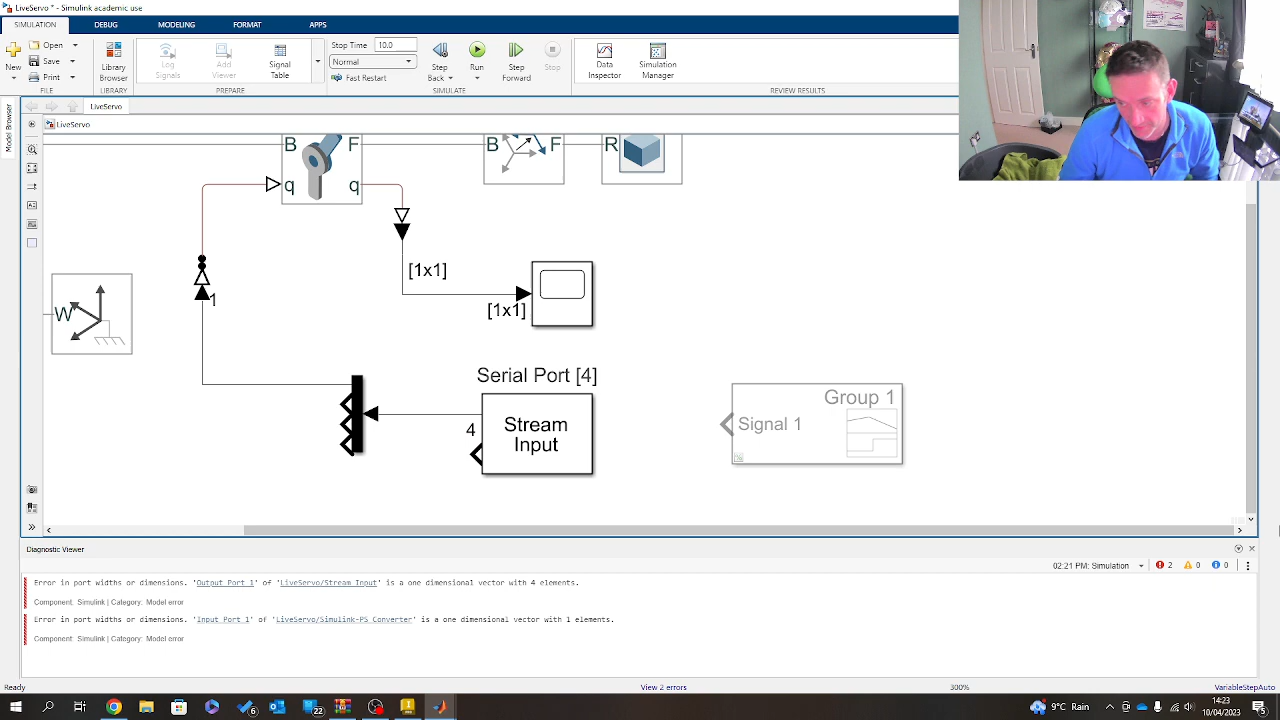 LiveServo * - Simulink academic use
SIMULATION DEBUG MODELING FORMAT APPS
New Open Save Print
FILE
Library Browser
LIBRARY
Log Signals Add Viewer Signal Table
PREPARE
Stop Time 10.0
Normal
Fast Restart
Step Back Run Step Forward Stop
SIMULATE
Data Inspector Simulation Manager
REVIEW RESULTS
LiveServo
Model Browser
LiveServo
B F B F R
q q
[1x1]
1
[1x1]
W
Serial Port [4]
Stream
Input
4
Group 1
Signal 1
Diagnostic Viewer
02:21 PM: Simulation 2 0 0
Error in port widths or dimensions. 'Output Port 1' of 'LiveServo/Stream Input' is a one dimensional vector with 4 elements.
Component: Simulink | Category: Model error
Error in port widths or dimensions. 'Input Port 1' of 'LiveServo/Simulink-PS Converter' is a one dimensional vector with 1 elements.
Component: Simulink | Category: Model error
Ready View 2 errors 300% VariableStepAuto
6 22
9°C Rain
14:23
10/04/2023